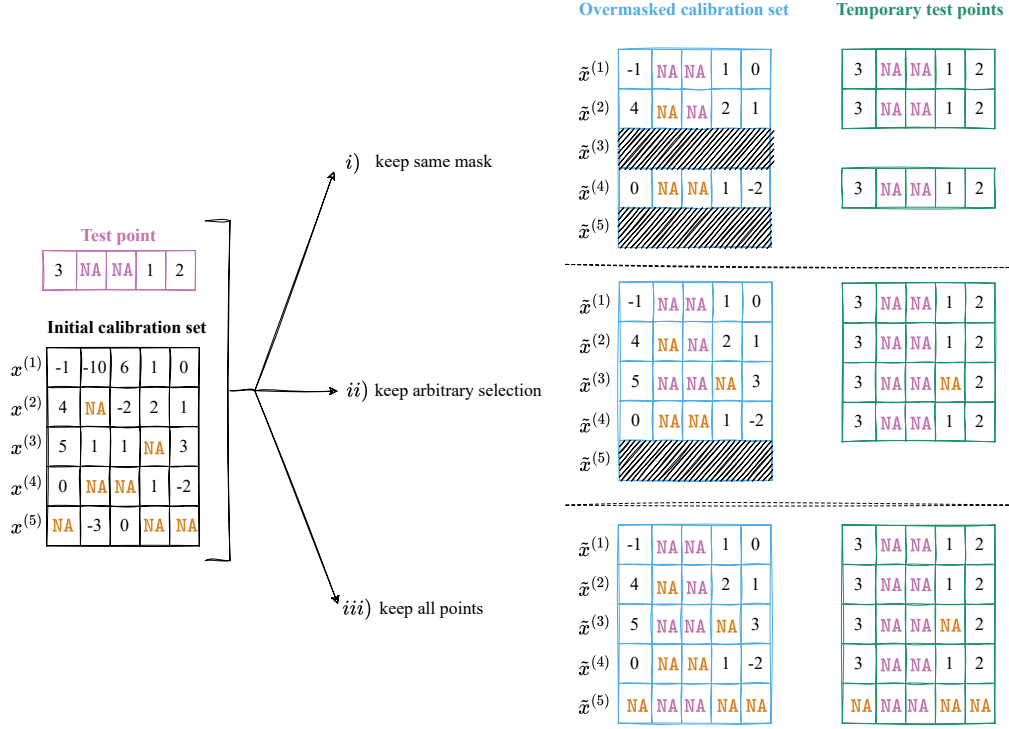 Test point
3 NA NA 1 2
Initial calibration set
x^(1) -1 -10 6 1 0
x^(2) 4 NA -2 2 1
x^(3) 5 1 1 NA 3
x^(4) 0 NA NA 1 -2
x^(5) NA -3 0 NA NA
i) keep same mask
ii) keep arbitrary selection
iii) keep all points
Overmasked calibration set
x̃^(1) -1 NA NA 1 0
x̃^(2) 4 NA NA 2 1
x̃^(3)
x̃^(4) 0 NA NA 1 -2
x̃^(5)
Temporary test points
3 NA NA 1 2
3 NA NA 1 2
3 NA NA 1 2
x̃^(1) -1 NA NA 1 0
x̃^(2) 4 NA NA 2 1
x̃^(3) 5 NA NA NA 3
x̃^(4) 0 NA NA 1 -2
x̃^(5)
3 NA NA 1 2
3 NA NA 1 2
3 NA NA NA 2
3 NA NA 1 2
x̃^(1) -1 NA NA 1 0
x̃^(2) 4 NA NA 2 1
x̃^(3) 5 NA NA NA 3
x̃^(4) 0 NA NA 1 -2
x̃^(5) NA NA NA NA NA
3 NA NA 1 2
3 NA NA 1 2
3 NA NA NA 2
3 NA NA 1 2
NA NA NA NA NA